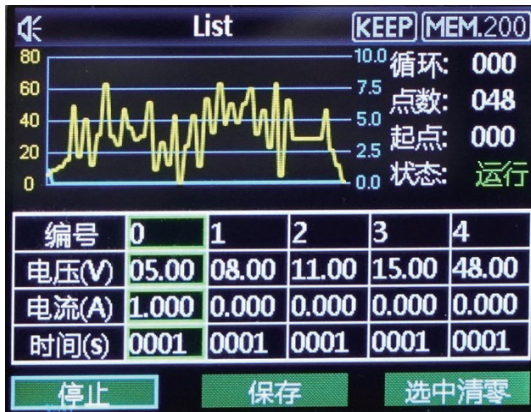 List KEEP MEM.200
80 10.0 循环: 000
60 7.5 点数: 048
40 5.0 起点: 000
20 2.5 状态: 运行
0 0.0
编号 0 1 2 3 4
电压(V) 05.00 08.00 11.00 15.00 48.00
电流(A) 1.000 0.000 0.000 0.000 0.000
时间(s) 0001 0001 0001 0001 0001
停止 保存 选中清零